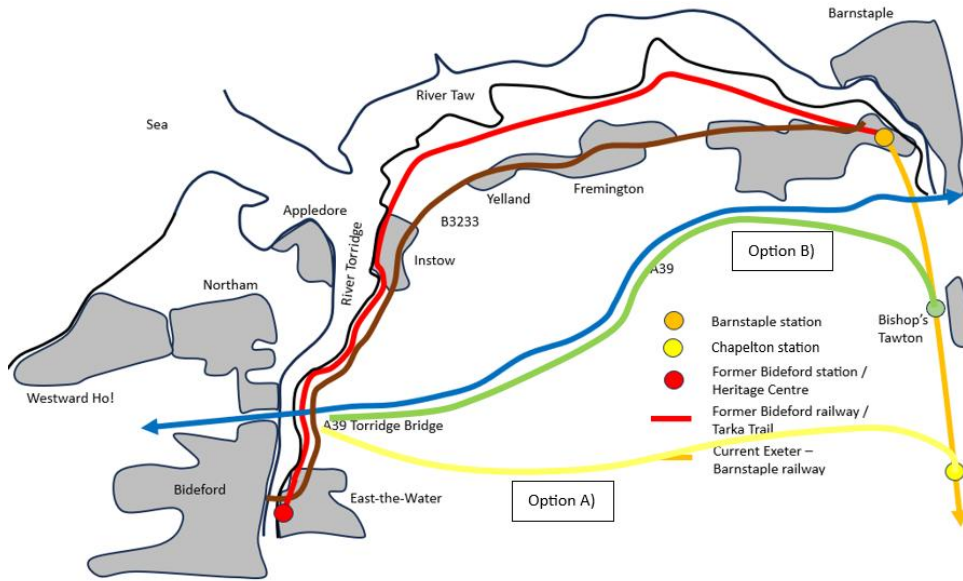 Barnstaple
River Taw
Sea
Yelland
Fremington
Appledore
B3233
River Torridge
Instow
Option B)
Northam
A39
Barnstaple station
Bishop's
Tawton
Chapelton station
Former Bideford station /
Heritage Centre
Westward Ho!
Former Bideford railway /
Tarka Trail
A39 Torridge Bridge
Current Exeter –
Barnstaple railway
Bideford
East-the-Water
Option A)